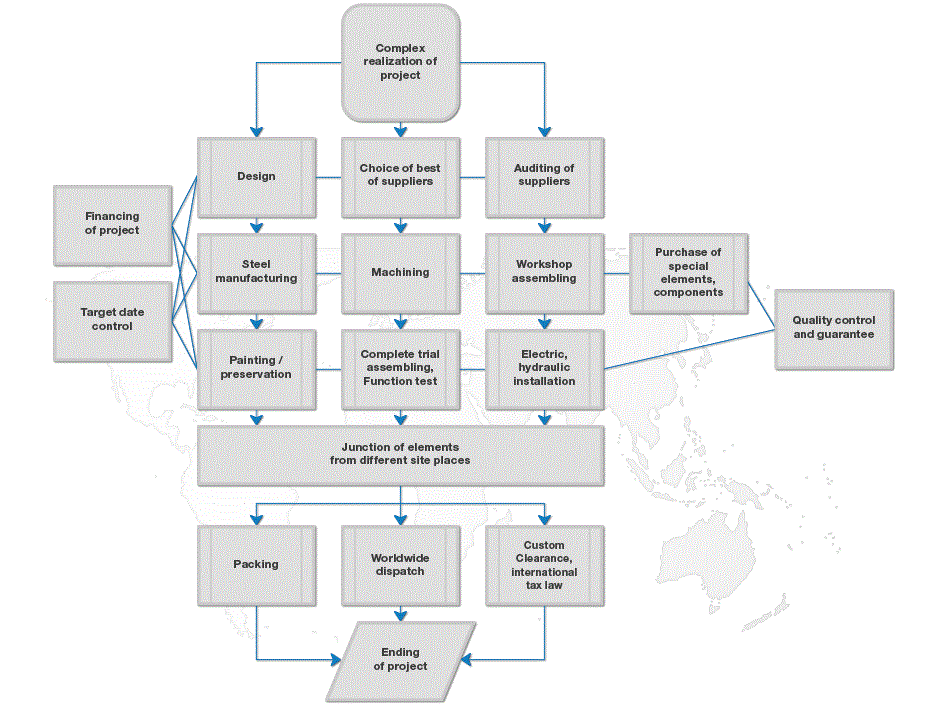 Complex
realization of
project
Design
Choice of best
of suppliers
Auditing of
suppliers
Financing
of project
Steel
manufacturing
Machining
Workshop
assembling
Purchase of
special
elements,
components
Target date
control
Quality control
and guarantee
Painting /
preservation
Complete trial
assembling,
Function test
Electric,
hydraulic
installation
Junction of elements
from different site places
Packing
Worldwide
dispatch
Custom
Clearance,
international
tax law
Ending
of project